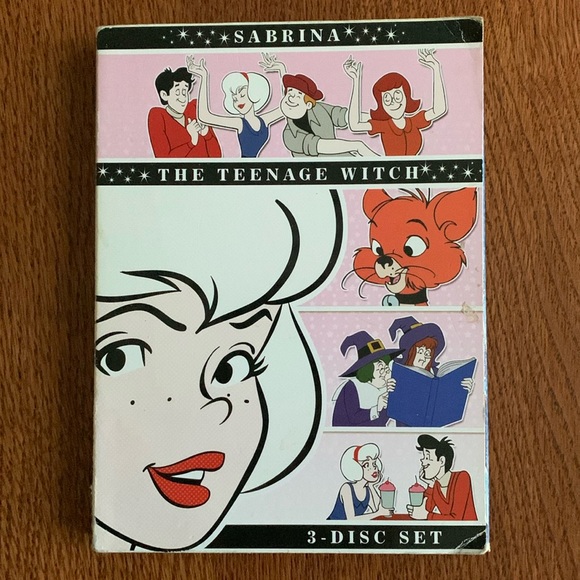 SABRINA
THE TEENAGE WITCH
3-DISC SET